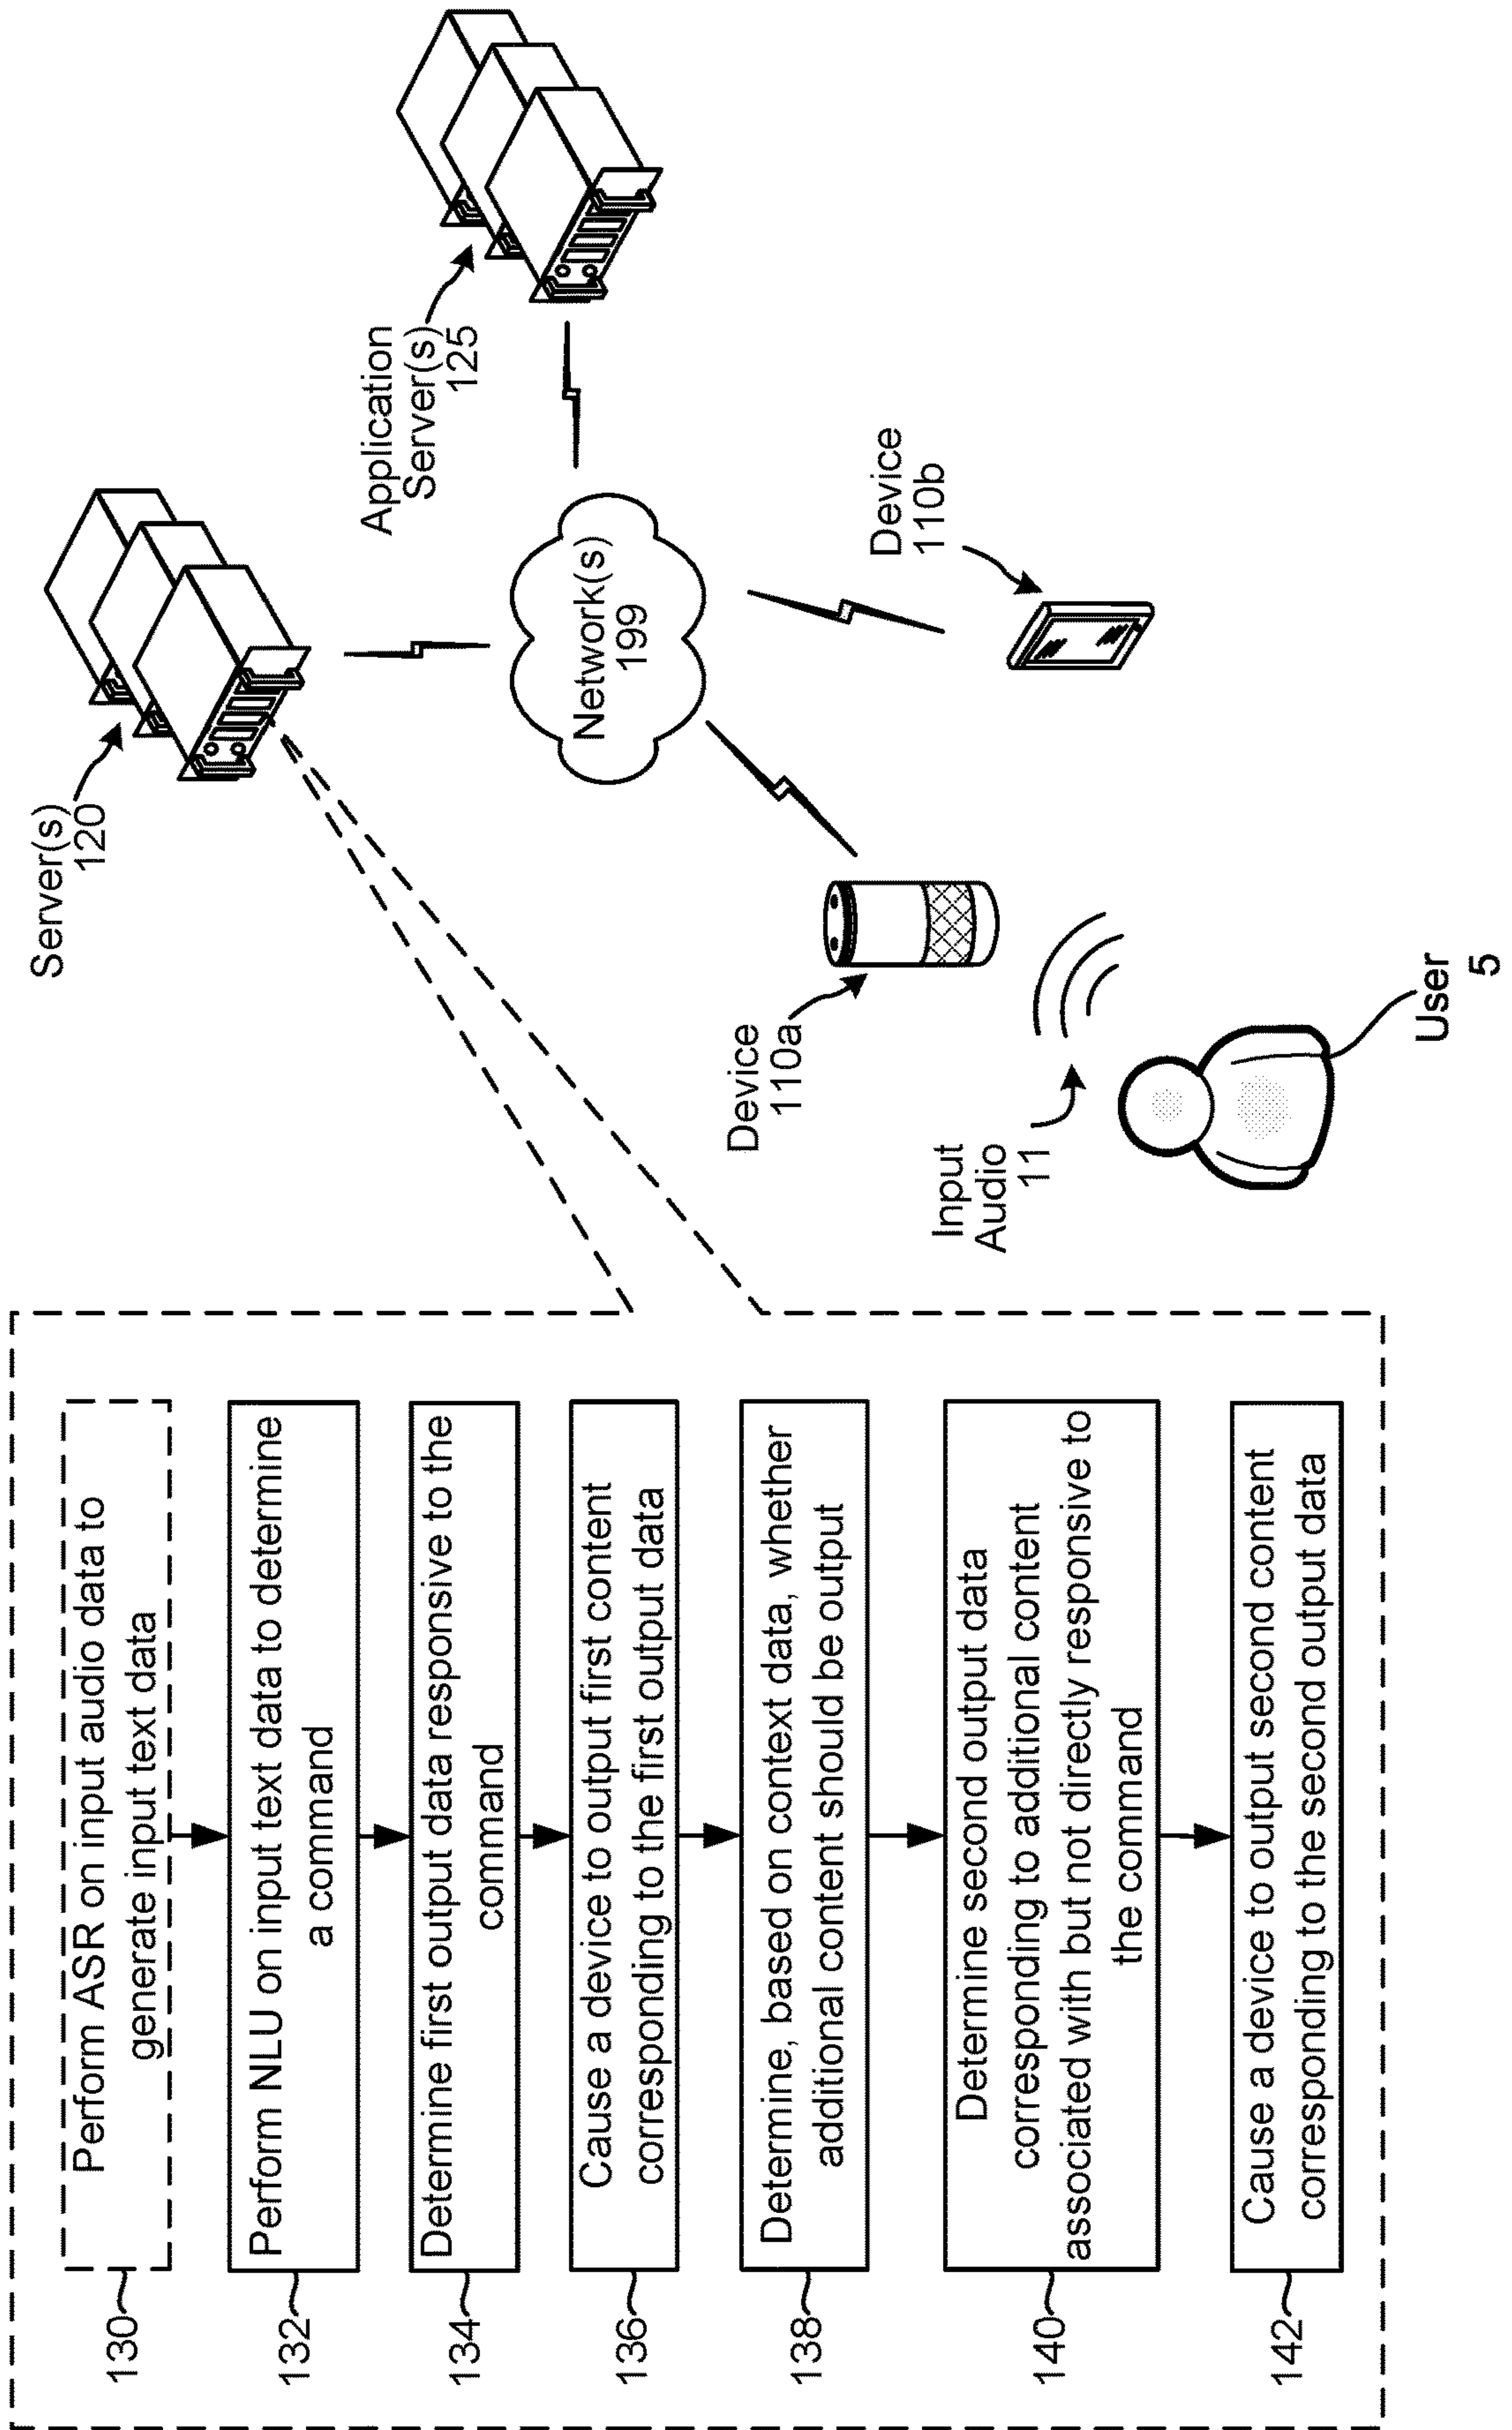 130
Perform ASR on input audio data to
generate input text data
132
Perform NLU on input text data to determine
a command
134
Determine first output data responsive to the
command
136
Cause a device to output first content
corresponding to the first output data
138
Determine, based on context data, whether
additional content should be output
140
Determine second output data
corresponding to additional content
associated with but not directly responsive to
the command
142
Cause a device to output second content
corresponding to the second output data
Server(s)
120
Application
Server(s)
125
Network(s)
199
Device
110a
Device
110b
Input
Audio
11
User
5